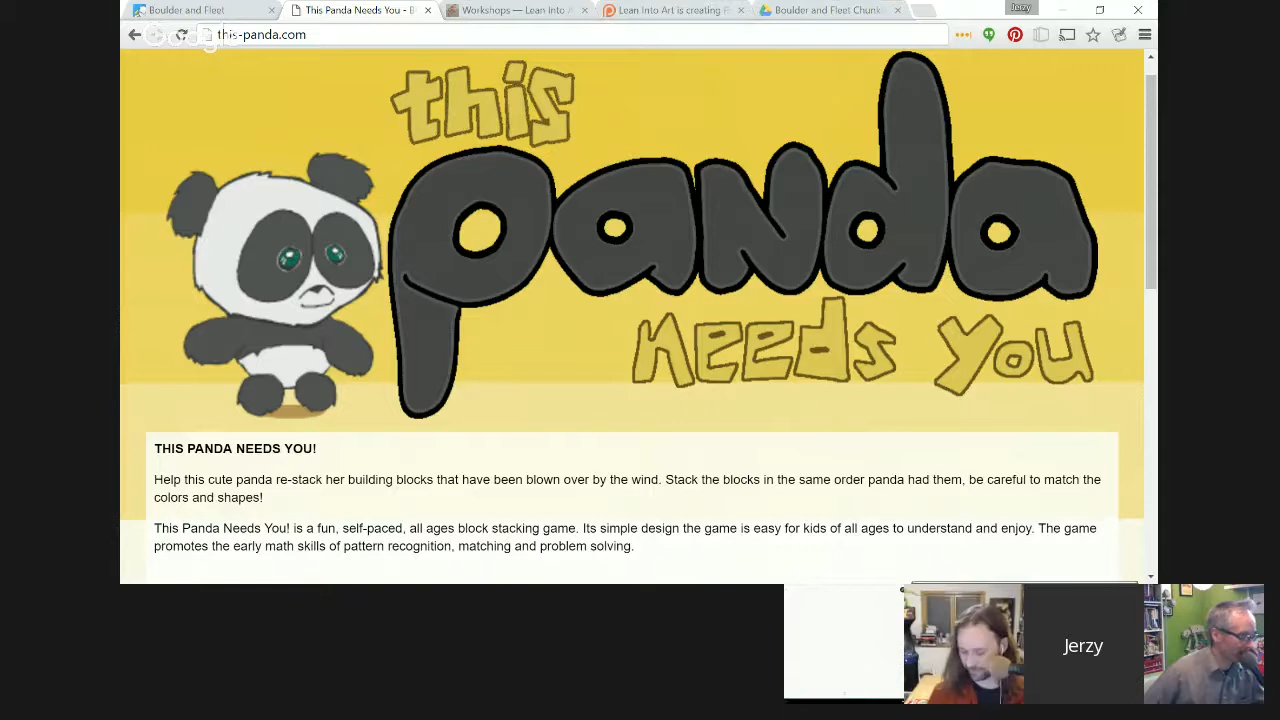 Boulder and Fleet
This Panda Needs You - B
Workshops — Lean Into A
Lean Into Art is creating P
Boulder and Fleet Chunk
Jerzy
this-panda.com
this
panda
needs you
THIS PANDA NEEDS YOU!
Help this cute panda re-stack her building blocks that have been blown over by the wind. Stack the blocks in the same order panda had them, be careful to match the
colors and shapes!
This Panda Needs You! is a fun, self-paced, all ages block stacking game. Its simple design the game is easy for kids of all ages to understand and enjoy. The game
promotes the early math skills of pattern recognition, matching and problem solving.
Jerzy